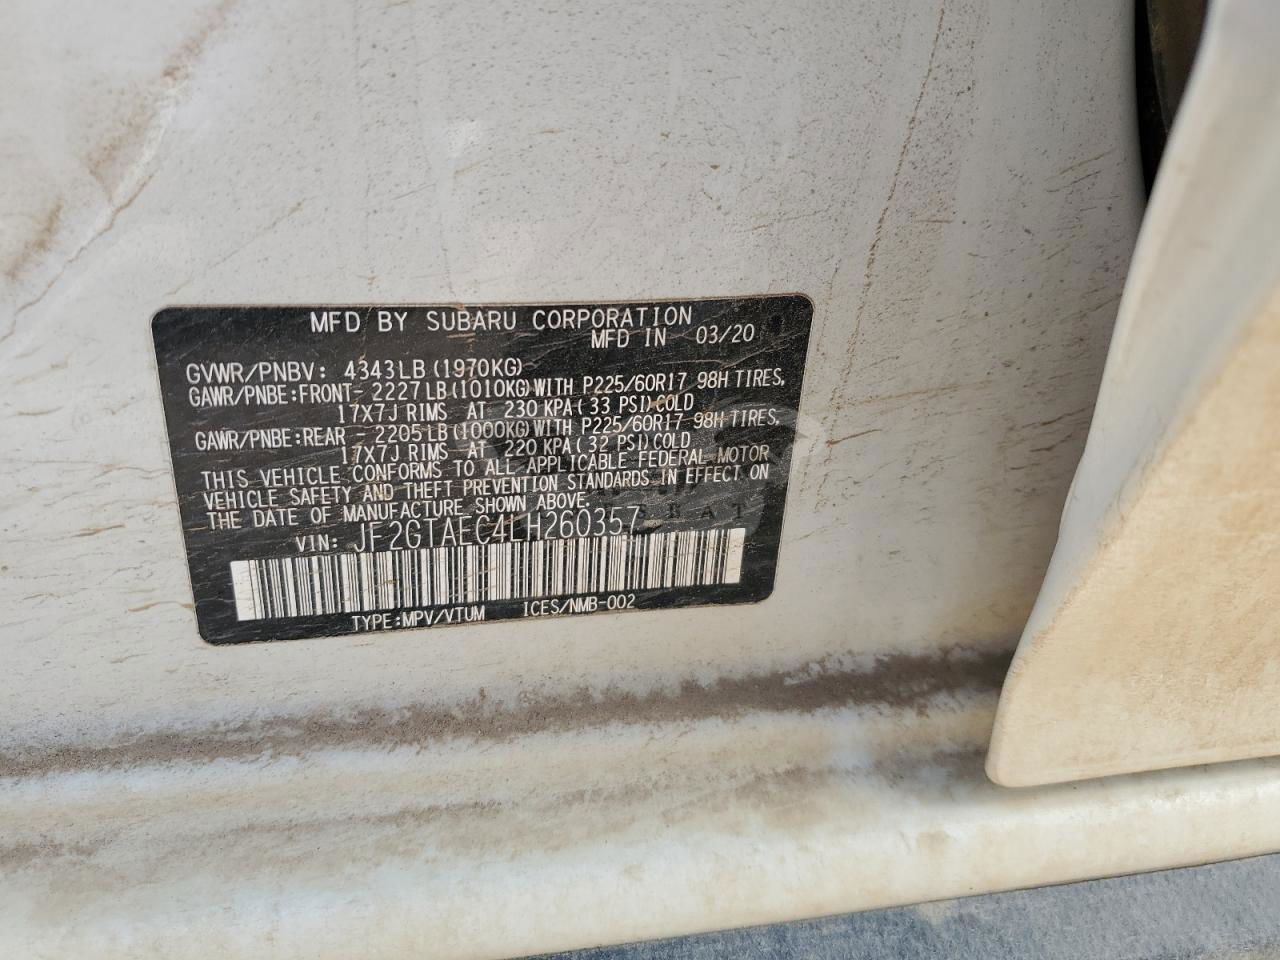 MFD BY SUBARU CORPORATION
MFD IN 03/20
GVWR/PNBV: 4343LB(1970KG)
GAWR/PNBE:FRONT- 2227LB(1010KG)WITH P225/60R17 98H TIRES,
17X7J RIMS AT 230 KPA(33 PSI)COLD
GAWR/PNBE:REAR - 2205LB(1000KG)WITH P225/60R17 98H TIRES,
17X7J RIMS AT 220 KPA(32 PSI)COLD
THIS VEHICLE CONFORMS TO ALL APPLICABLE FEDERAL MOTOR
VEHICLE SAFETY AND THEFT PREVENTION STANDARDS IN EFFECT ON
THE DATE OF MANUFACTURE SHOWN ABOVE.
VIN: JF2GTAEC4LH260357
TYPE:MPV/VTUM ICES/NMB-002